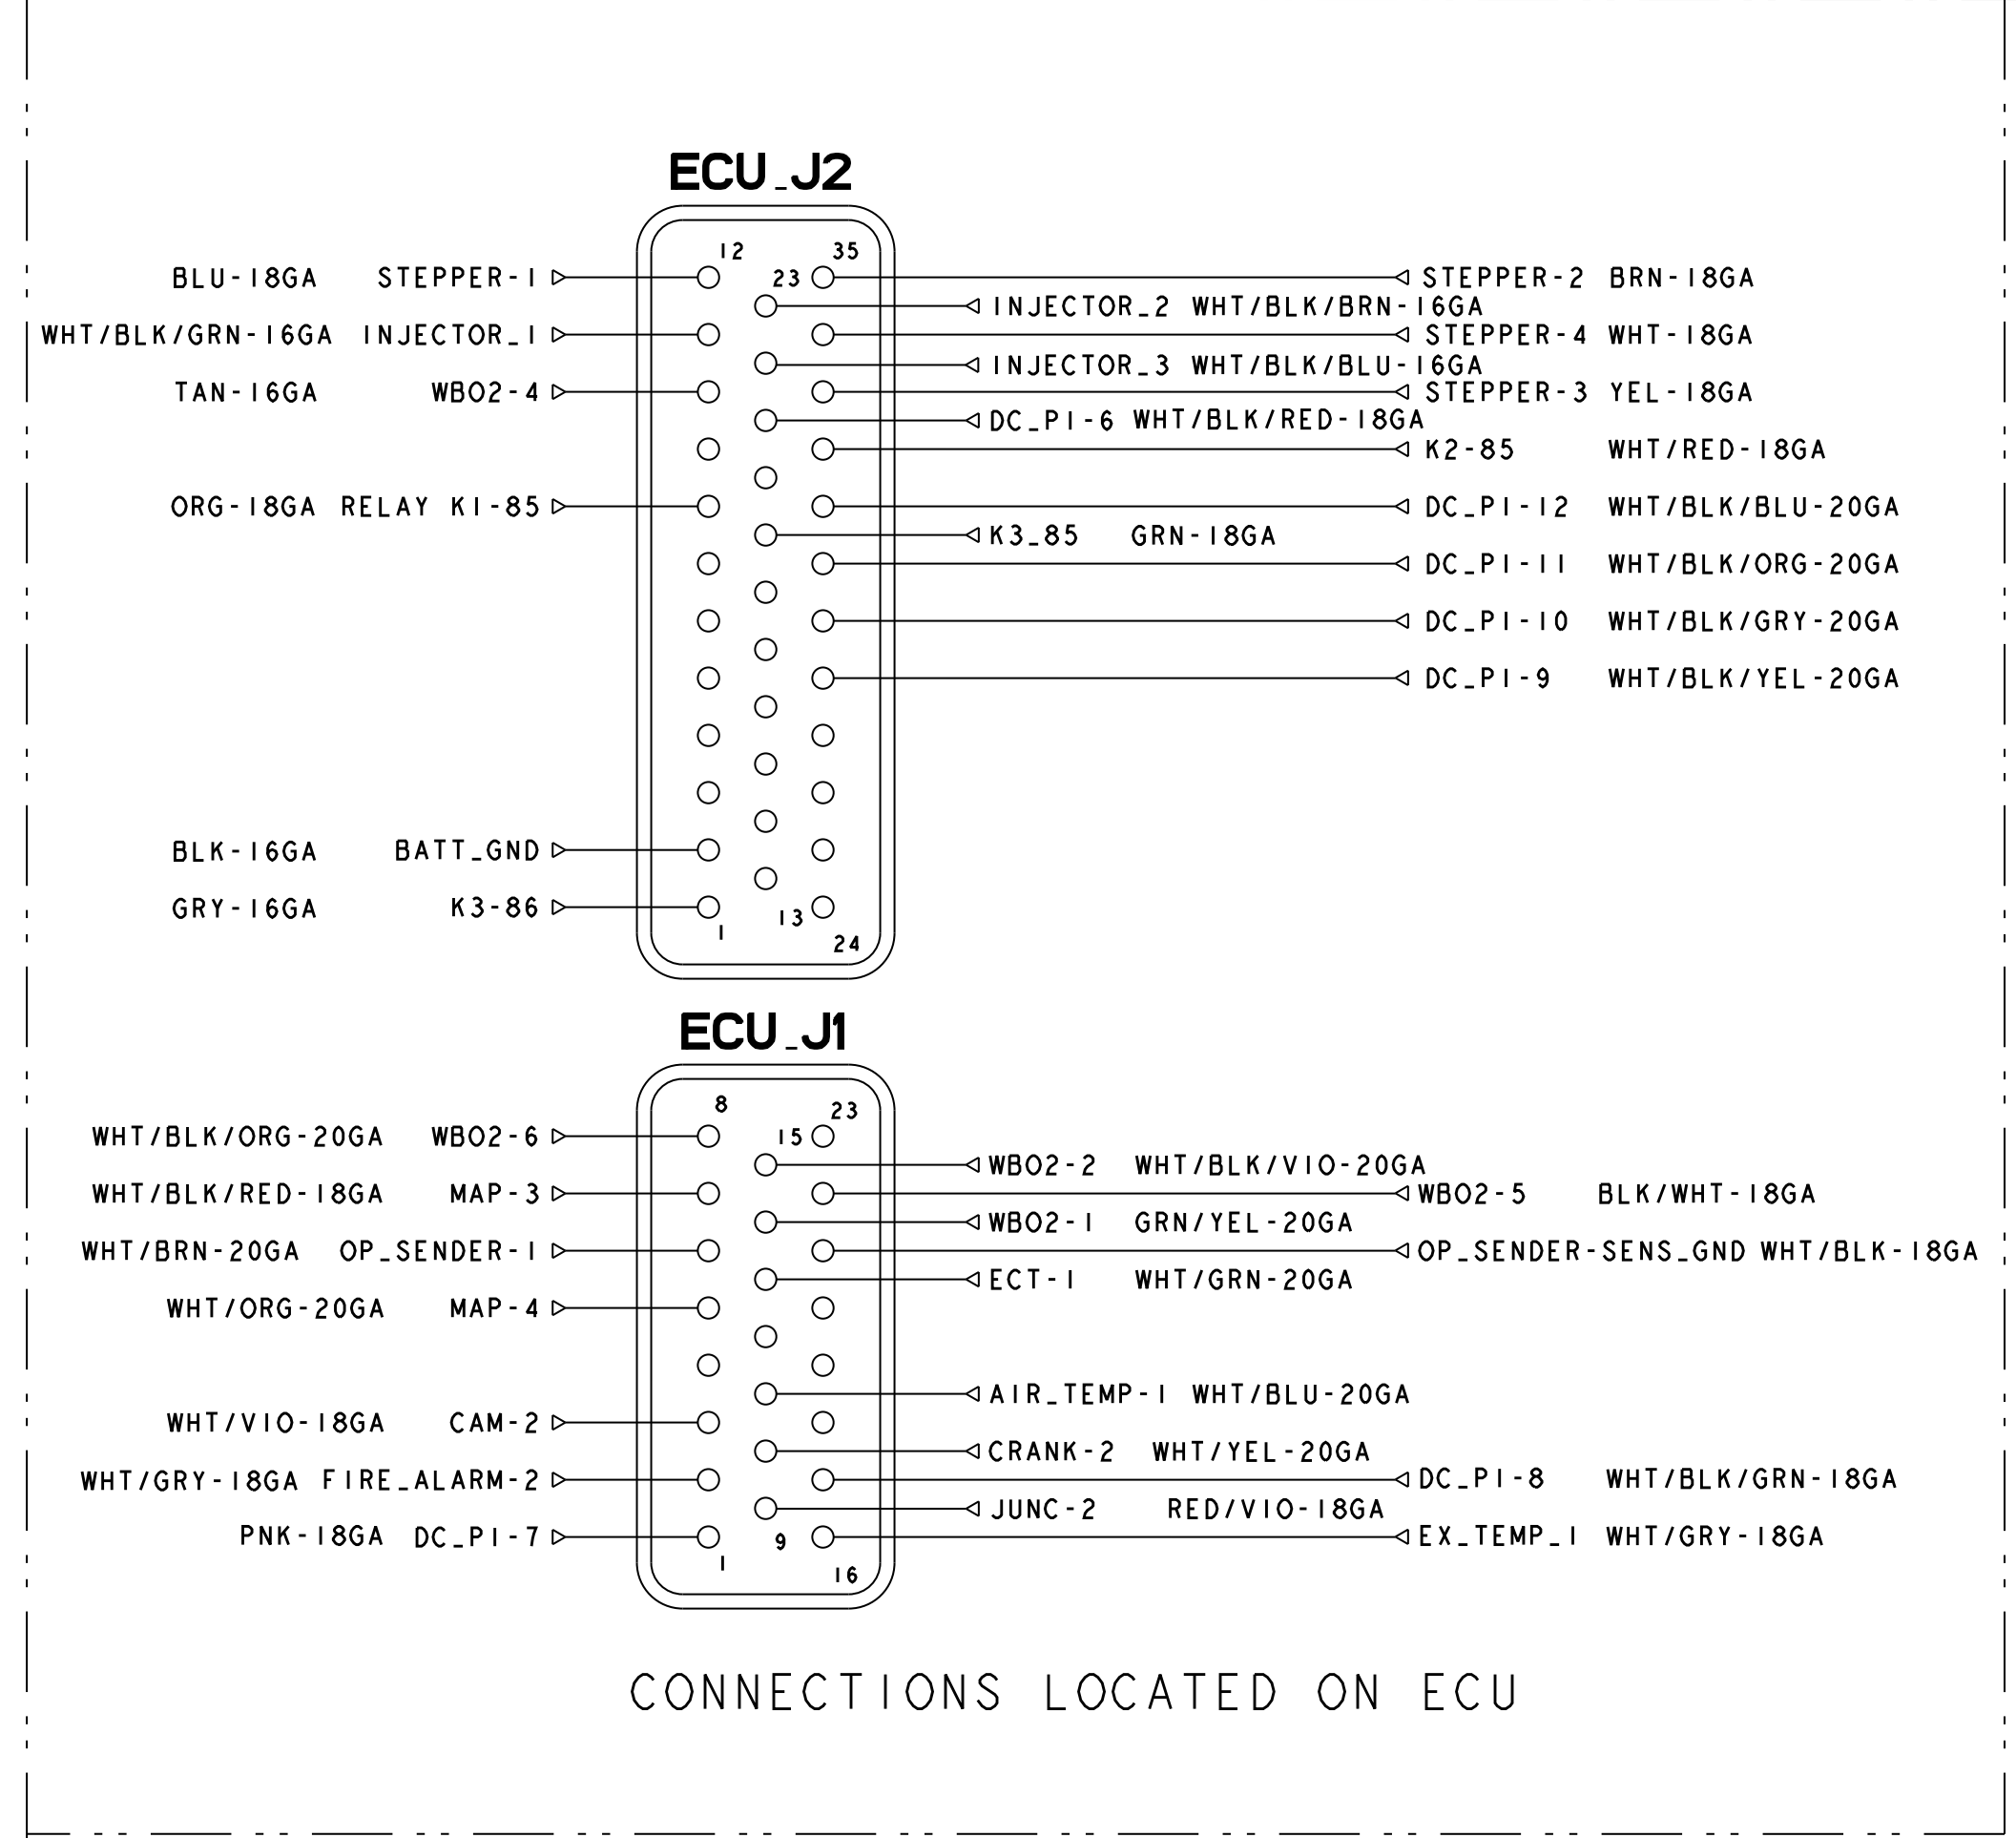 ECU_J2
12 35
BLU-18GA STEPPER-1 23 STEPPER-2 BRN-18GA
INJECTOR_2 WHT/BLK/BRN-16GA
WHT/BLK/GRN-16GA INJECTOR_1 STEPPER-4 WHT-18GA
INJECTOR_3 WHT/BLK/BLU-16GA
TAN-16GA WBO2-4 STEPPER-3 YEL-18GA
DC_P1-6 WHT/BLK/RED-18GA
K2-85 WHT/RED-18GA
ORG-18GA RELAY K1-85 DC_P1-12 WHT/BLK/BLU-20GA
K3_85 GRN-18GA
DC_P1-11 WHT/BLK/ORG-20GA
DC_P1-10 WHT/BLK/GRY-20GA
DC_P1-9 WHT/BLK/YEL-20GA
BLK-16GA BATT_GND
GRY-16GA K3-86 13
1 24
ECU_J1
8 23
WHT/BLK/ORG-20GA WBO2-6 15
WBO2-2 WHT/BLK/VIO-20GA
WHT/BLK/RED-18GA MAP-3 WBO2-5 BLK/WHT-18GA
WBO2-1 GRN/YEL-20GA
WHT/BRN-20GA OP_SENDER-1 OP_SENDER-SENS_GND WHT/BLK-18GA
ECT-1 WHT/GRN-20GA
WHT/ORG-20GA MAP-4
AIR_TEMP-1 WHT/BLU-20GA
WHT/VIO-18GA CAM-2
CRANK-2 WHT/YEL-20GA
WHT/GRY-18GA FIRE_ALARM-2 DC_P1-8 WHT/BLK/GRN-18GA
JUNC-2 RED/VIO-18GA
PNK-18GA DC_P1-7 9 EX_TEMP_1 WHT/GRY-18GA
1 16
CONNECTIONS LOCATED ON ECU